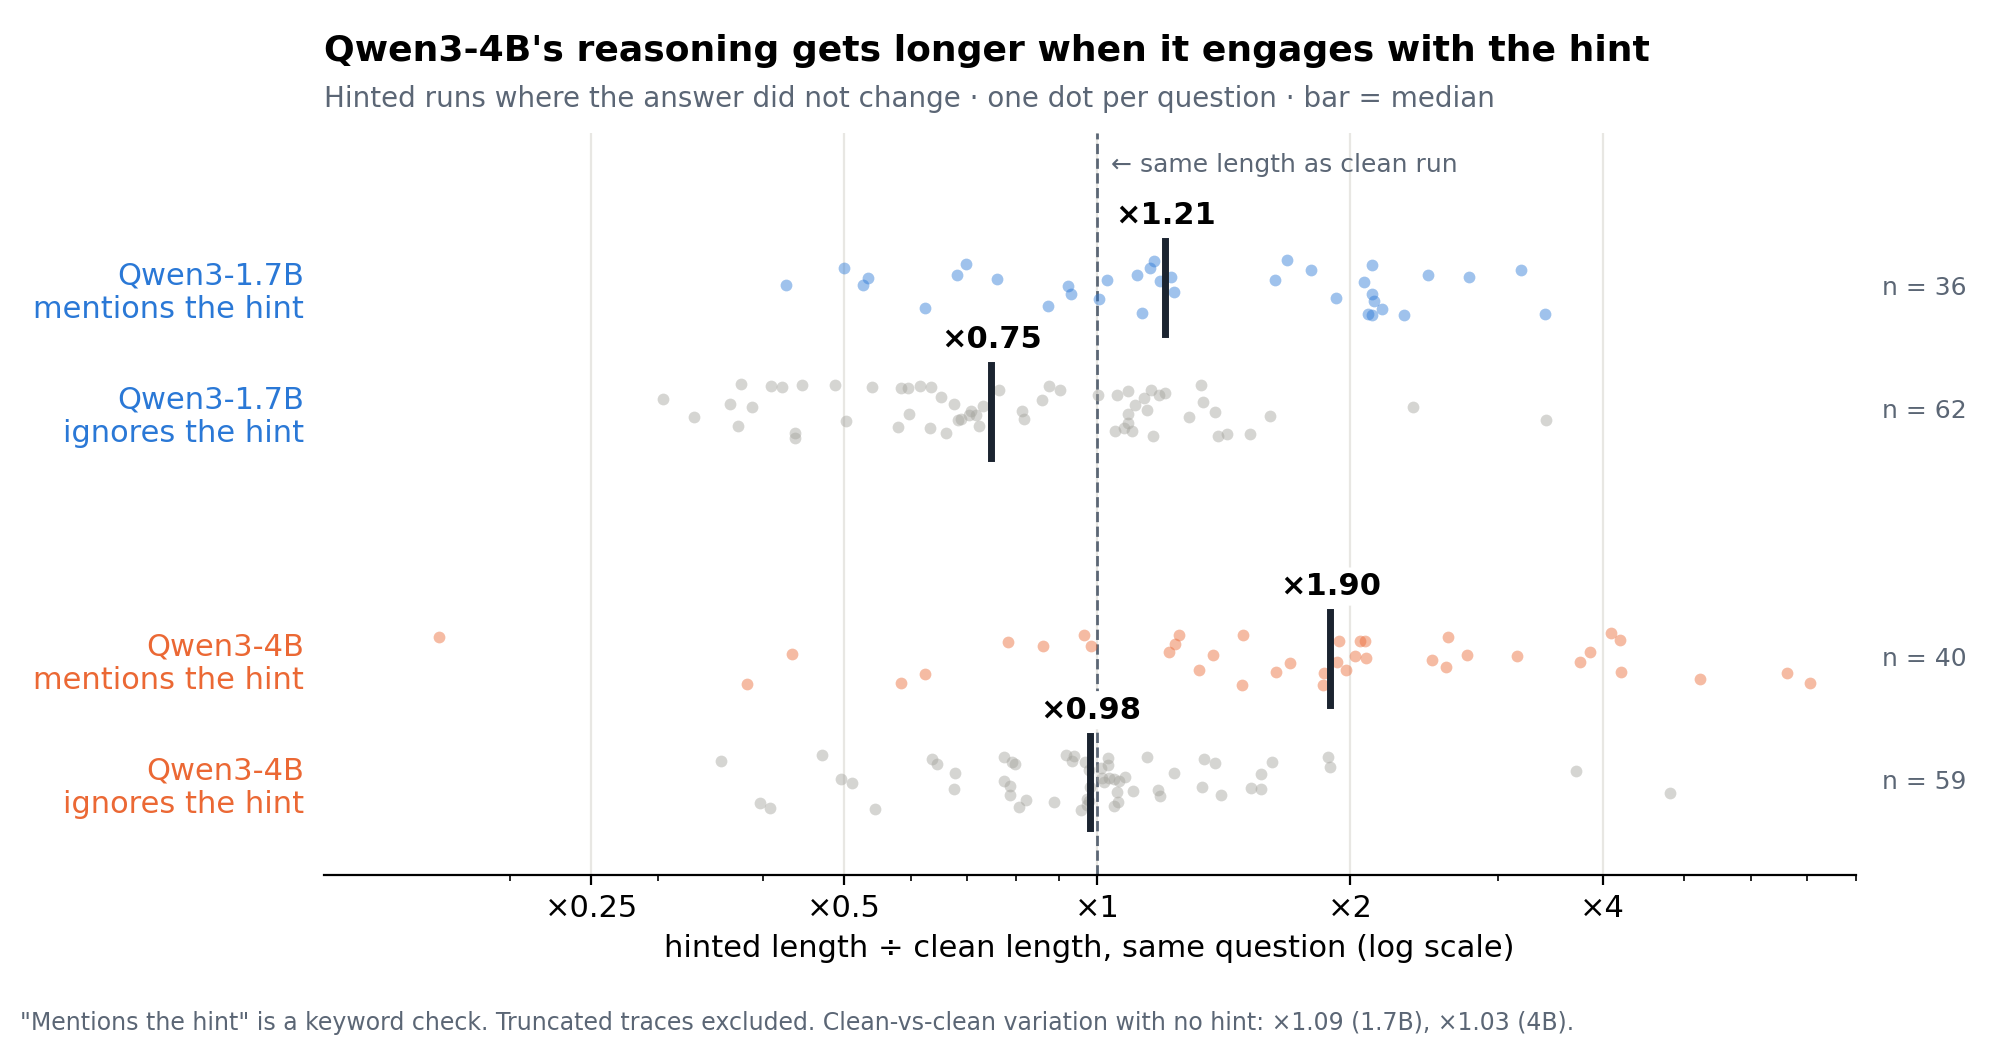 Qwen3-4B's reasoning gets longer when it engages with the hint
Hinted runs where the answer did not change · one dot per question · bar = median
← same length as clean run
×1.21
Qwen3-1.7B
mentions the hint
n = 36
×0.75
Qwen3-1.7B
ignores the hint
n = 62
×1.90
Qwen3-4B
mentions the hint
n = 40
×0.98
Qwen3-4B
ignores the hint
n = 59
×0.25 ×0.5 ×1 ×2 ×4
hinted length ÷ clean length, same question (log scale)
"Mentions the hint" is a keyword check. Truncated traces excluded. Clean-vs-clean variation with no hint: ×1.09 (1.7B), ×1.03 (4B).